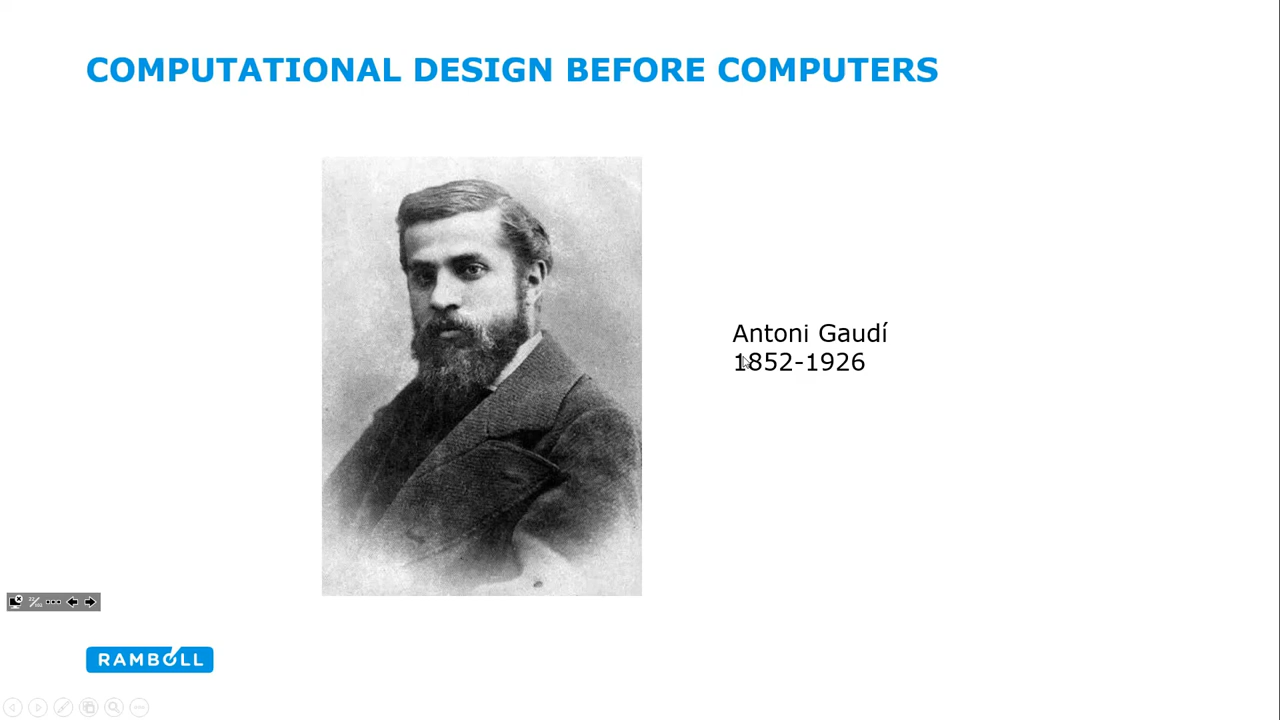 COMPUTATIONAL DESIGN BEFORE COMPUTERS
Antoni Gaudí
1852-1926
RAMBOLL